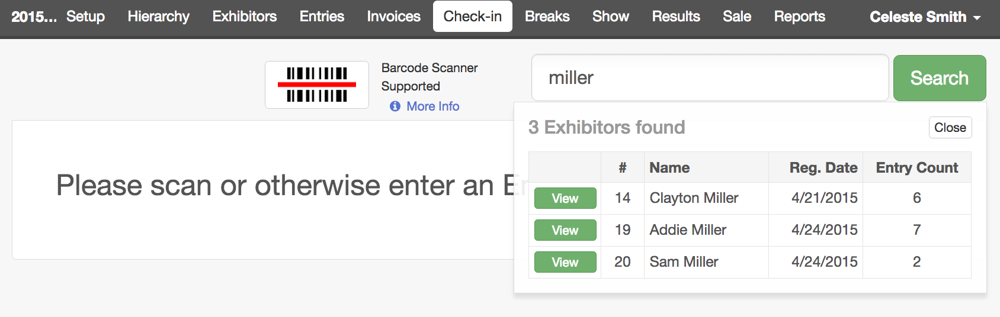 2015... Setup Hierarchy Exhibitors Entries Invoices Check-in Breaks Show Results Sale Reports Celeste Smith
Barcode Scanner
Supported
More Info
miller
Search
3 Exhibitors found
Close
Please scan or otherwise enter an
# Name Reg. Date Entry Count
View 14 Clayton Miller 4/21/2015 6
View 19 Addie Miller 4/24/2015 7
View 20 Sam Miller 4/24/2015 2